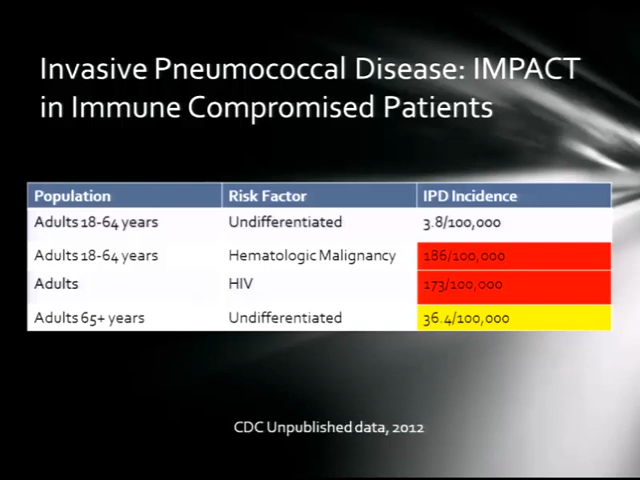 Invasive Pneumococcal Disease: IMPACT
in Immune Compromised Patients
Population Risk Factor IPD Incidence
Adults 18-64 years Undifferentiated 3.8/100,000
Adults 18-64 years Hematologic Malignancy 186/100,000
Adults HIV 173/100,000
Adults 65+ years Undifferentiated 36.4/100,000
CDC Unpublished data, 2012